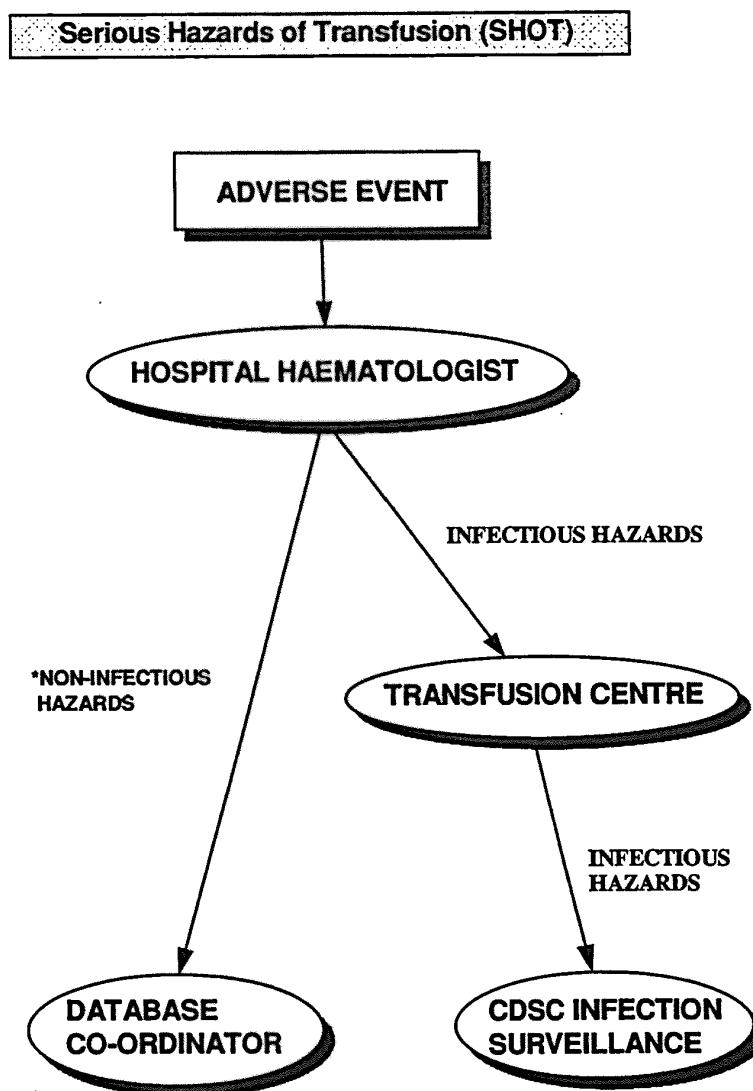 Serious Hazards of Transfusion (SHOT)
ADVERSE EVENT
HOSPITAL HAEMATOLOGIST
INFECTIOUS HAZARDS
*NON-INFECTIOUS
HAZARDS
TRANSFUSION CENTRE
INFECTIOUS
HAZARDS
DATABASE
CO-ORDINATOR
CDSC INFECTION
SURVEILLANCE